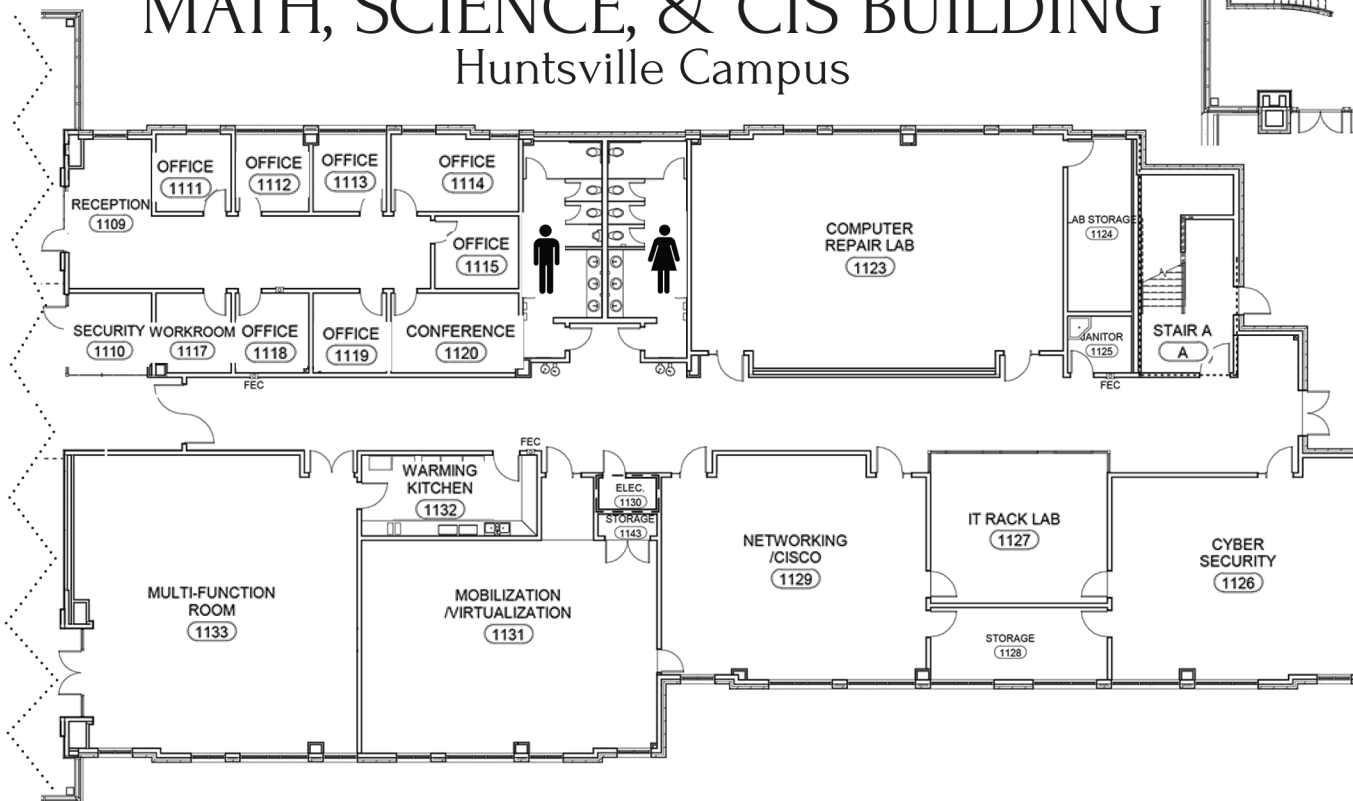 MATH, SCIENCE, & CIS BUILDING
Huntsville Campus
OFFICE
1111
OFFICE
1112
OFFICE
1113
OFFICE
1114
RECEPTION
1109
OFFICE
1115
COMPUTER
REPAIR LAB
1123
LAB STORAGE
1124
SECURITY
1110
WORKROOM
1117
OFFICE
1118
OFFICE
1119
CONFERENCE
1120
JANITOR
1125
STAIR A
A
FEC
FEC
FEC
WARMING
KITCHEN
1132
ELEC.
1130
STORAGE
1143
NETWORKING
/CISCO
1129
IT RACK LAB
1127
CYBER
SECURITY
1126
MULTI-FUNCTION
ROOM
1133
MOBILIZATION
/VIRTUALIZATION
1131
STORAGE
1128